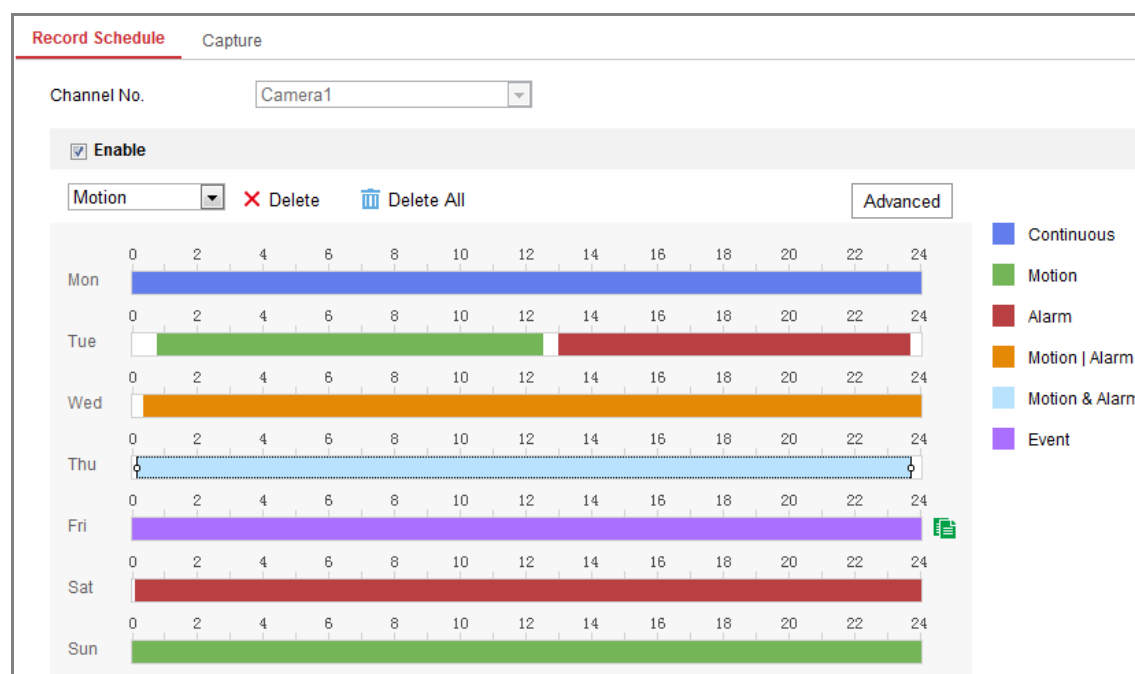 Record Schedule Capture
Channel No. Camera1
Enable
Motion Delete Delete All Advanced
0 2 4 6 8 10 12 14 16 18 20 22 24
Mon
0 2 4 6 8 10 12 14 16 18 20 22 24
Tue
0 2 4 6 8 10 12 14 16 18 20 22 24
Wed
0 2 4 6 8 10 12 14 16 18 20 22 24
Thu
0 2 4 6 8 10 12 14 16 18 20 22 24
Fri
0 2 4 6 8 10 12 14 16 18 20 22 24
Sat
0 2 4 6 8 10 12 14 16 18 20 22 24
Sun
Continuous
Motion
Alarm
Motion | Alarm
Motion & Alarm
Event